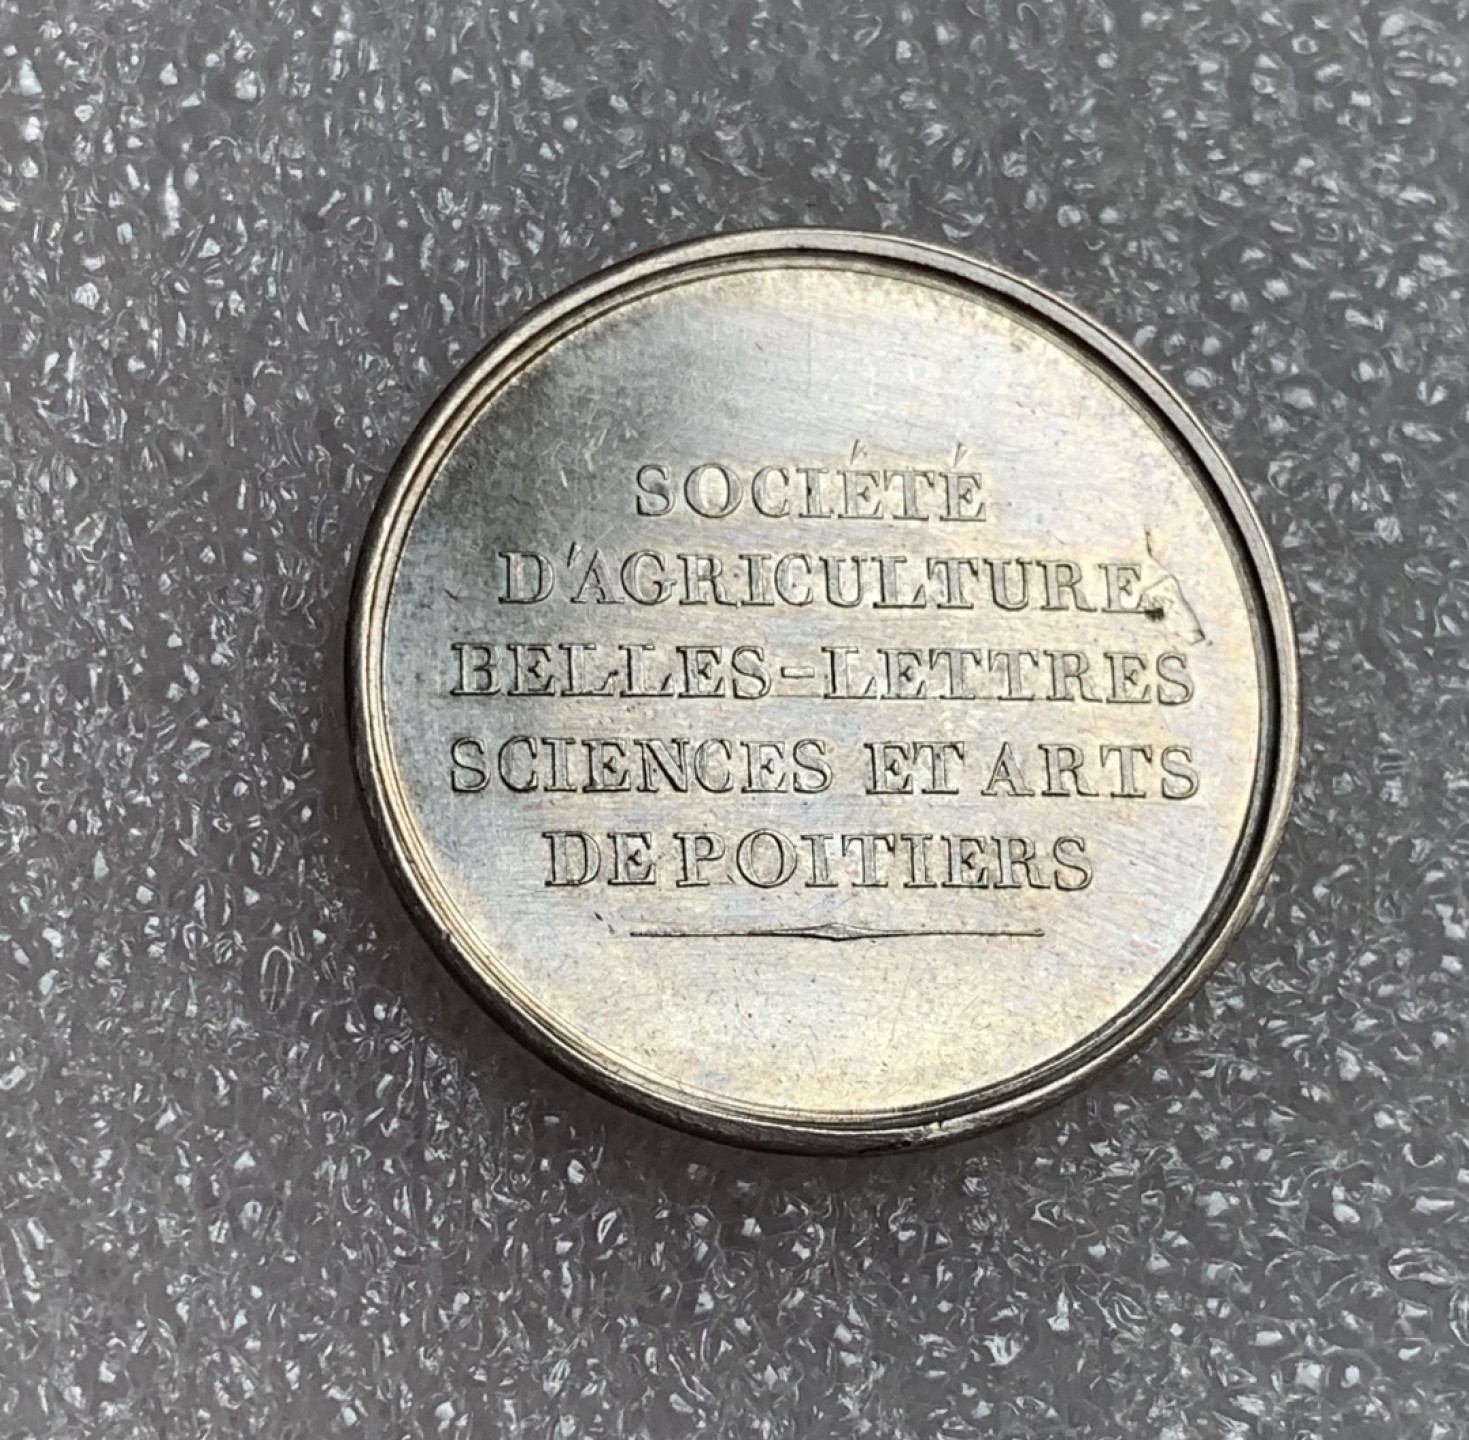 SOCIÉTÉ
D'AGRICULTURE
BELLES-LETTRES
SCIENCES ET ARTS
DE POITIERS